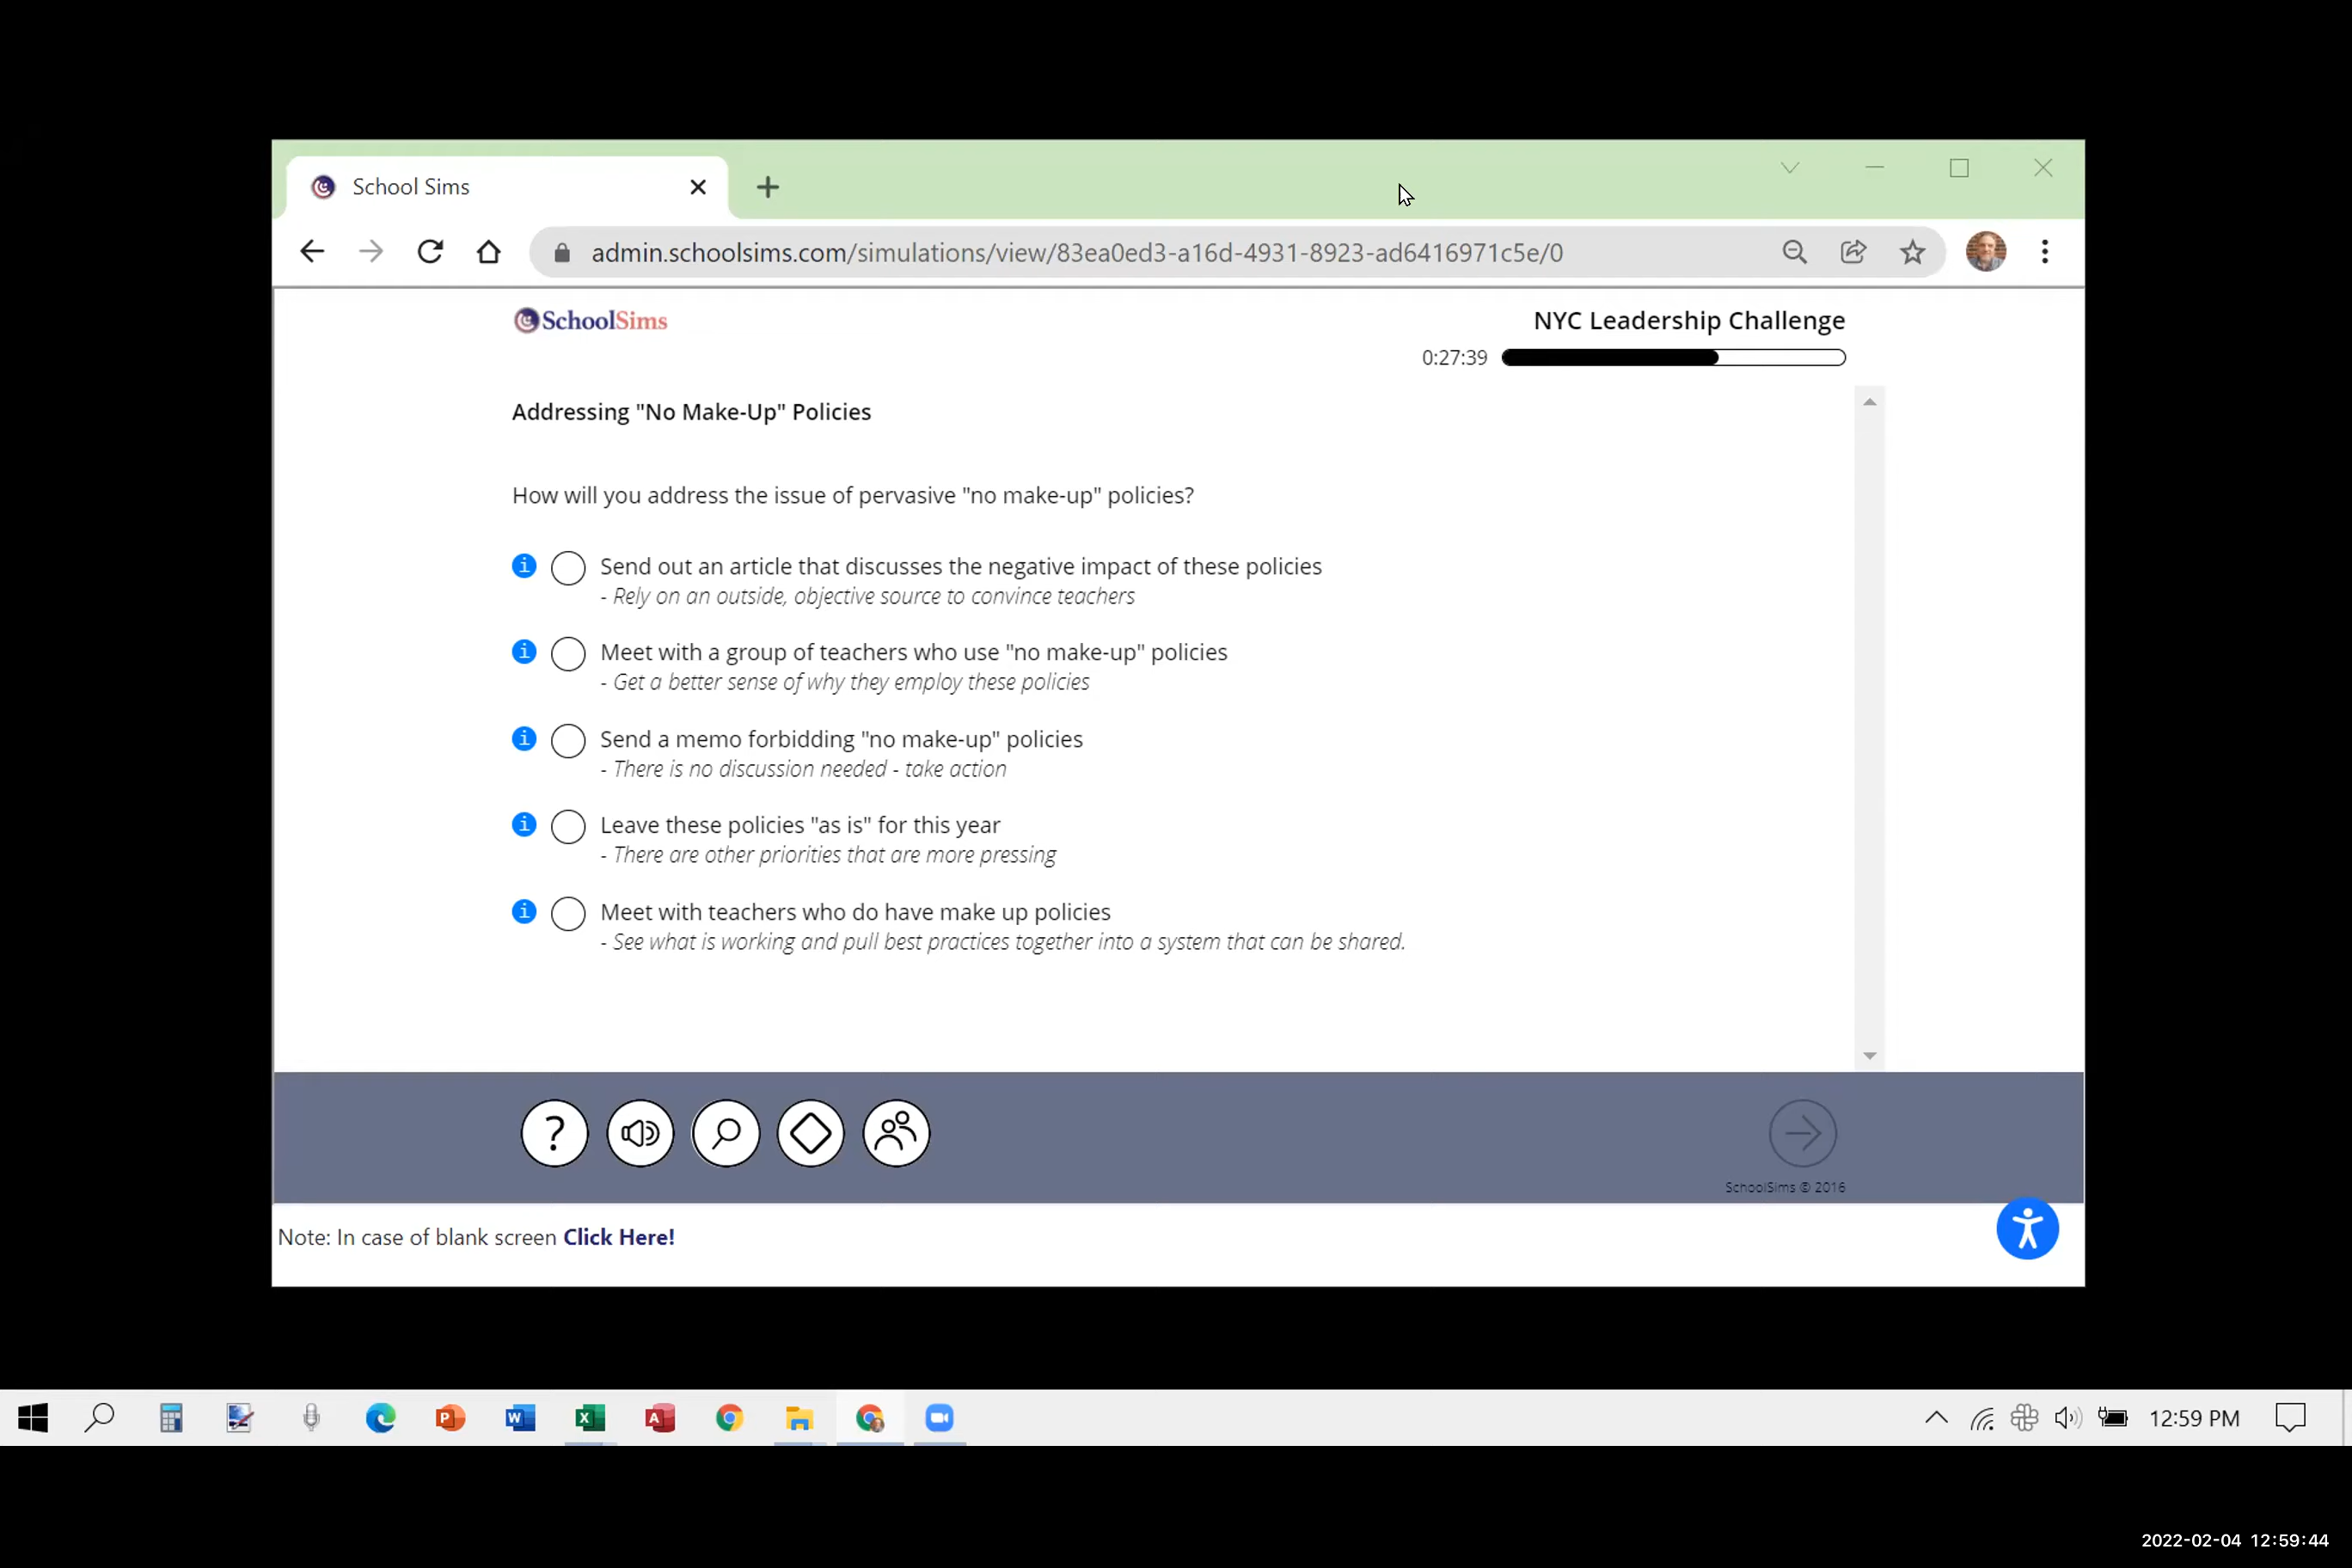 School Sims
admin.schoolsims.com/simulations/view/83ea0ed3-a16d-4931-8923-ad6416971c5e/0
SchoolSims
NYC Leadership Challenge
0:27:39
Addressing "No Make-Up" Policies
How will you address the issue of pervasive "no make-up" policies?
Send out an article that discusses the negative impact of these policies
- Rely on an outside, objective source to convince teachers
Meet with a group of teachers who use "no make-up" policies
- Get a better sense of why they employ these policies
Send a memo forbidding "no make-up" policies
- There is no discussion needed - take action
Leave these policies "as is" for this year
- There are other priorities that are more pressing
Meet with teachers who do have make up policies
- See what is working and pull best practices together into a system that can be shared.
SchoolSims © 2016
Note: In case of blank screen Click Here!
12:59 PM
2022-02-04 12:59:44